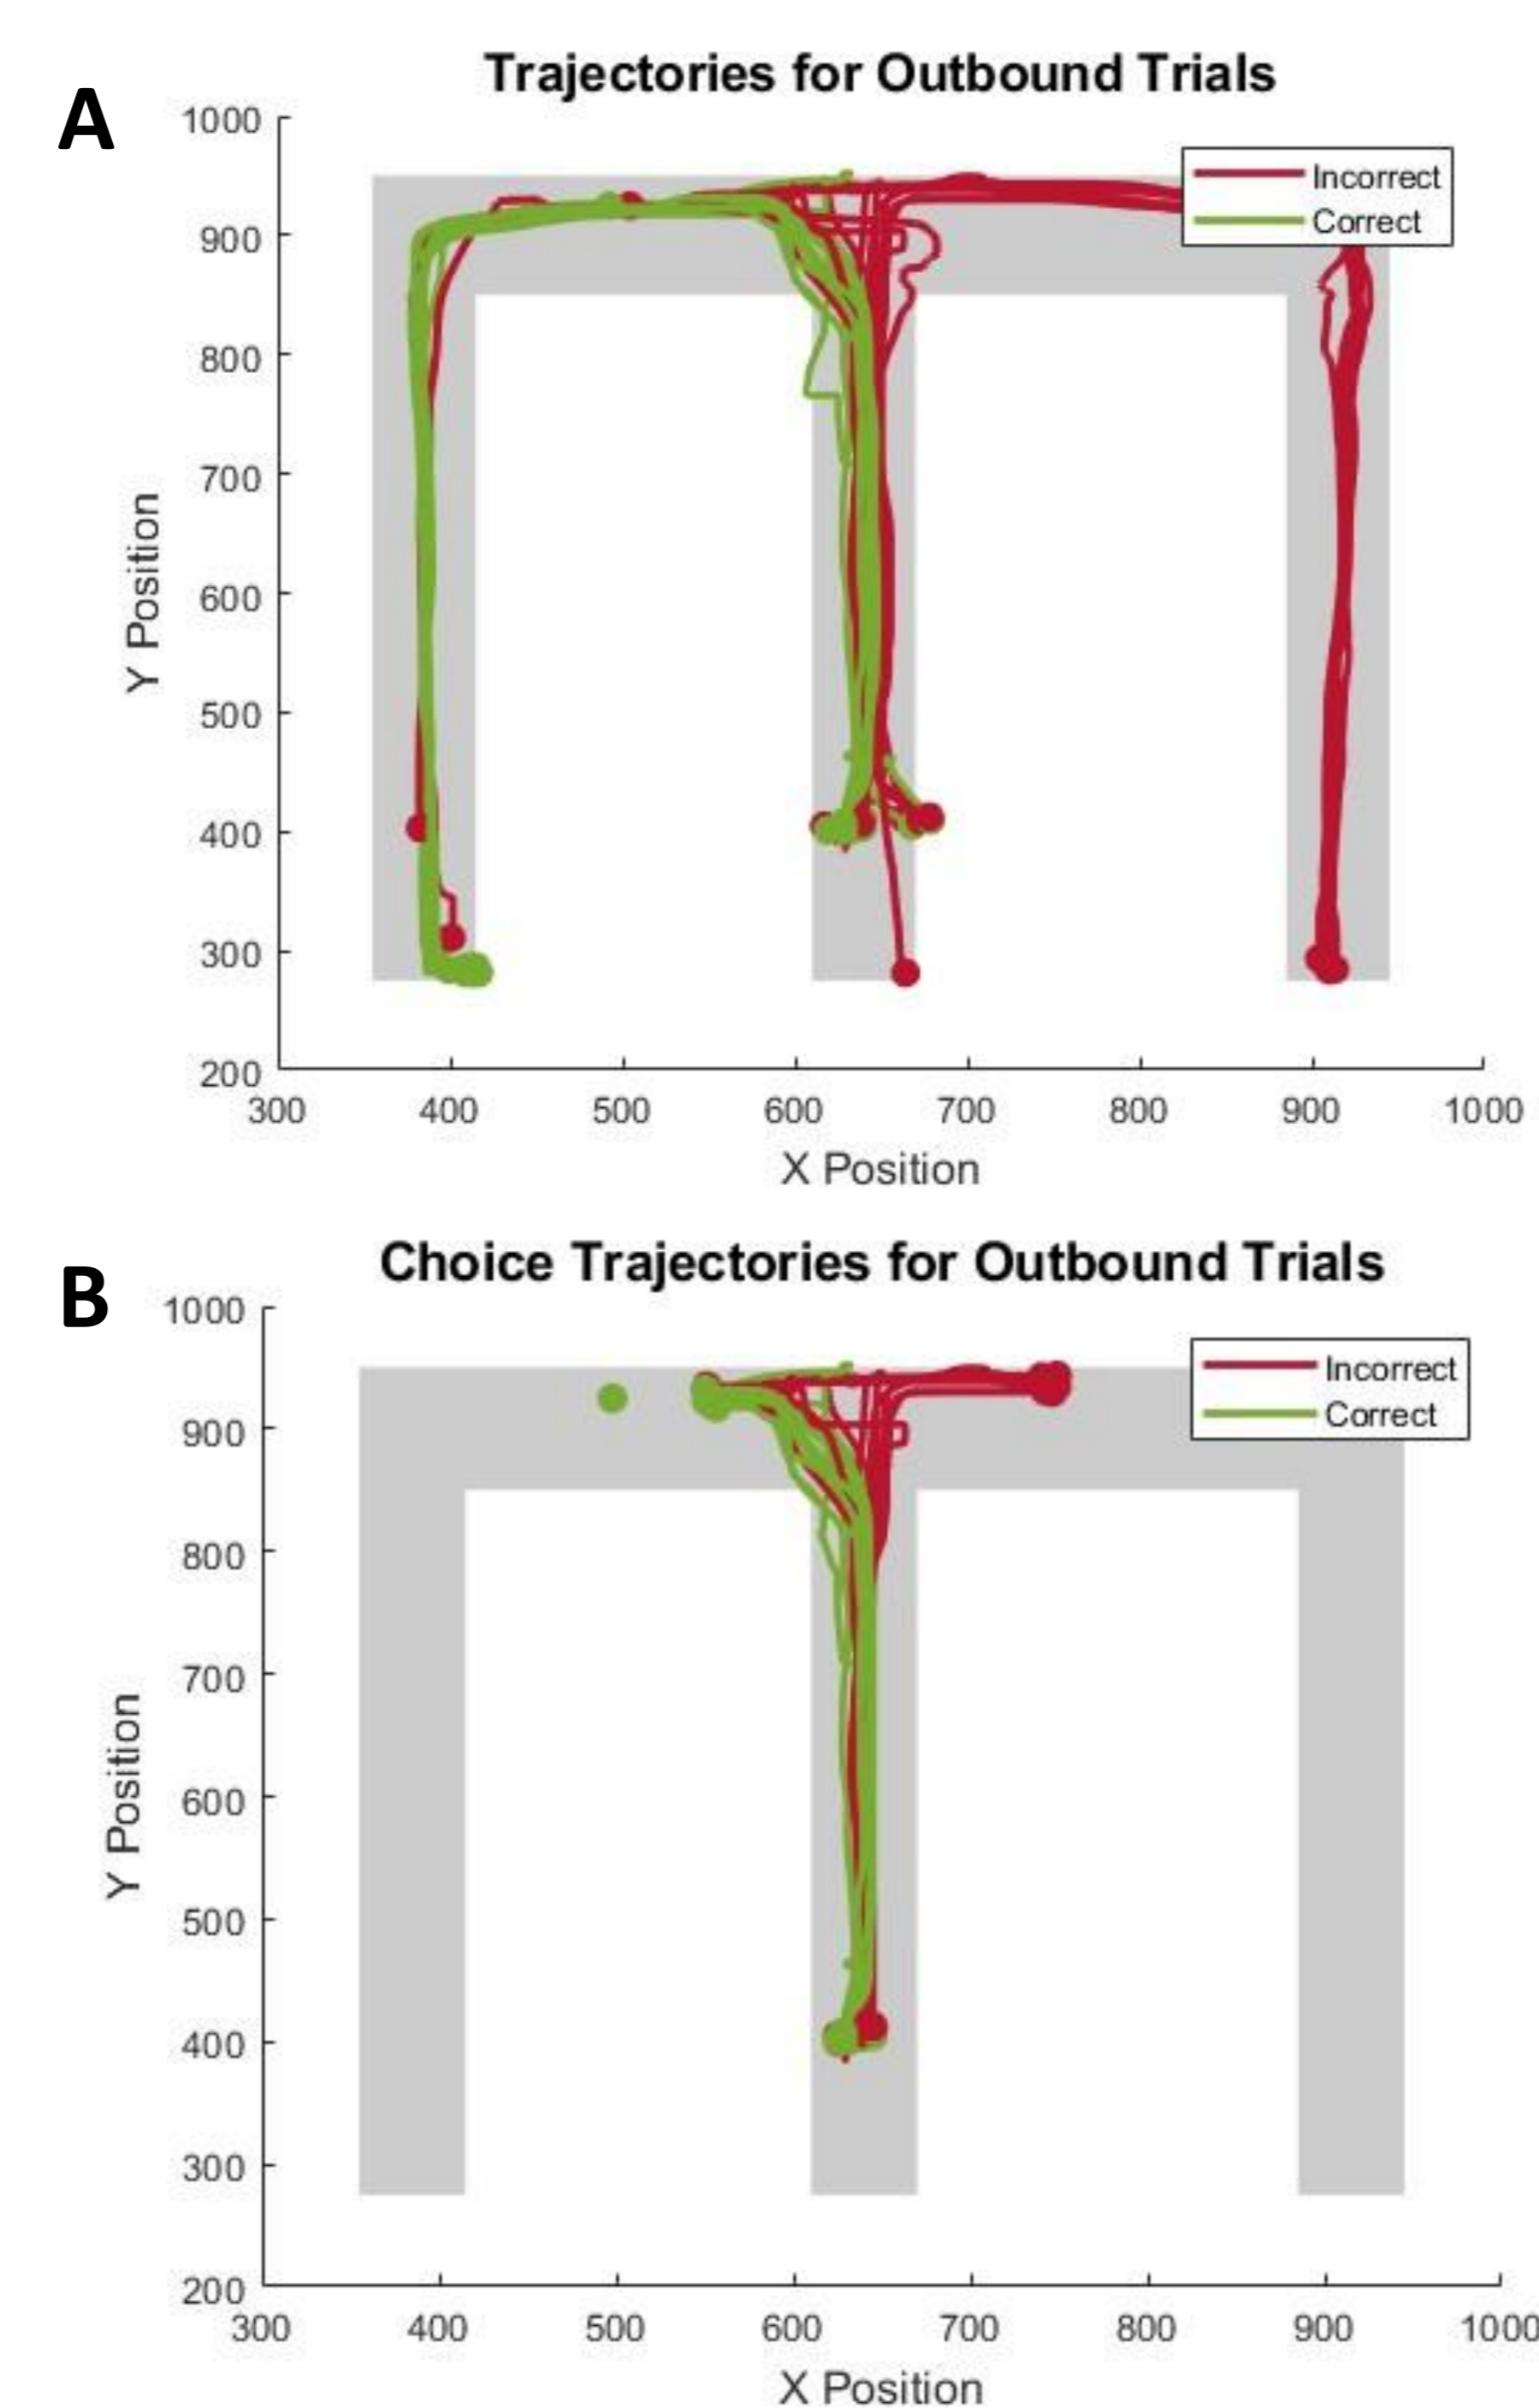 A
Trajectories for Outbound Trials
1000
900
800
700
600
500
400
300
200
Y Position
Incorrect
Correct
300 400 500 600 700 800 900 1000
X Position
B
Choice Trajectories for Outbound Trials
1000
900
800
700
600
500
400
300
200
Y Position
Incorrect
Correct
300 400 500 600 700 800 900 1000
X Position